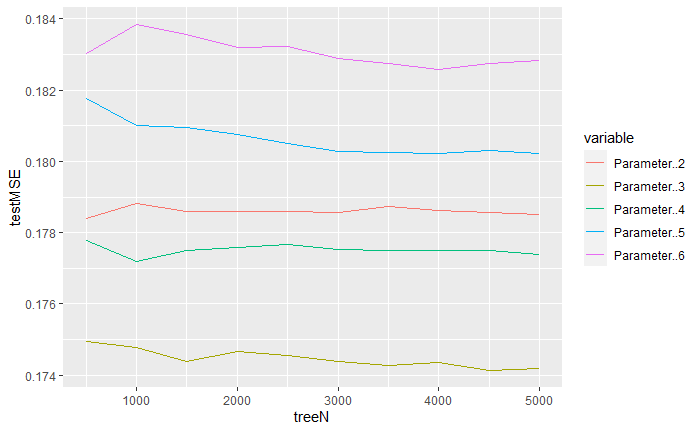 0.184
0.182
0.180
0.178
0.176
0.174
testMSE
1000
2000
3000
4000
5000
treeN
variable
Parameter..2
Parameter..3
Parameter..4
Parameter..5
Parameter..6